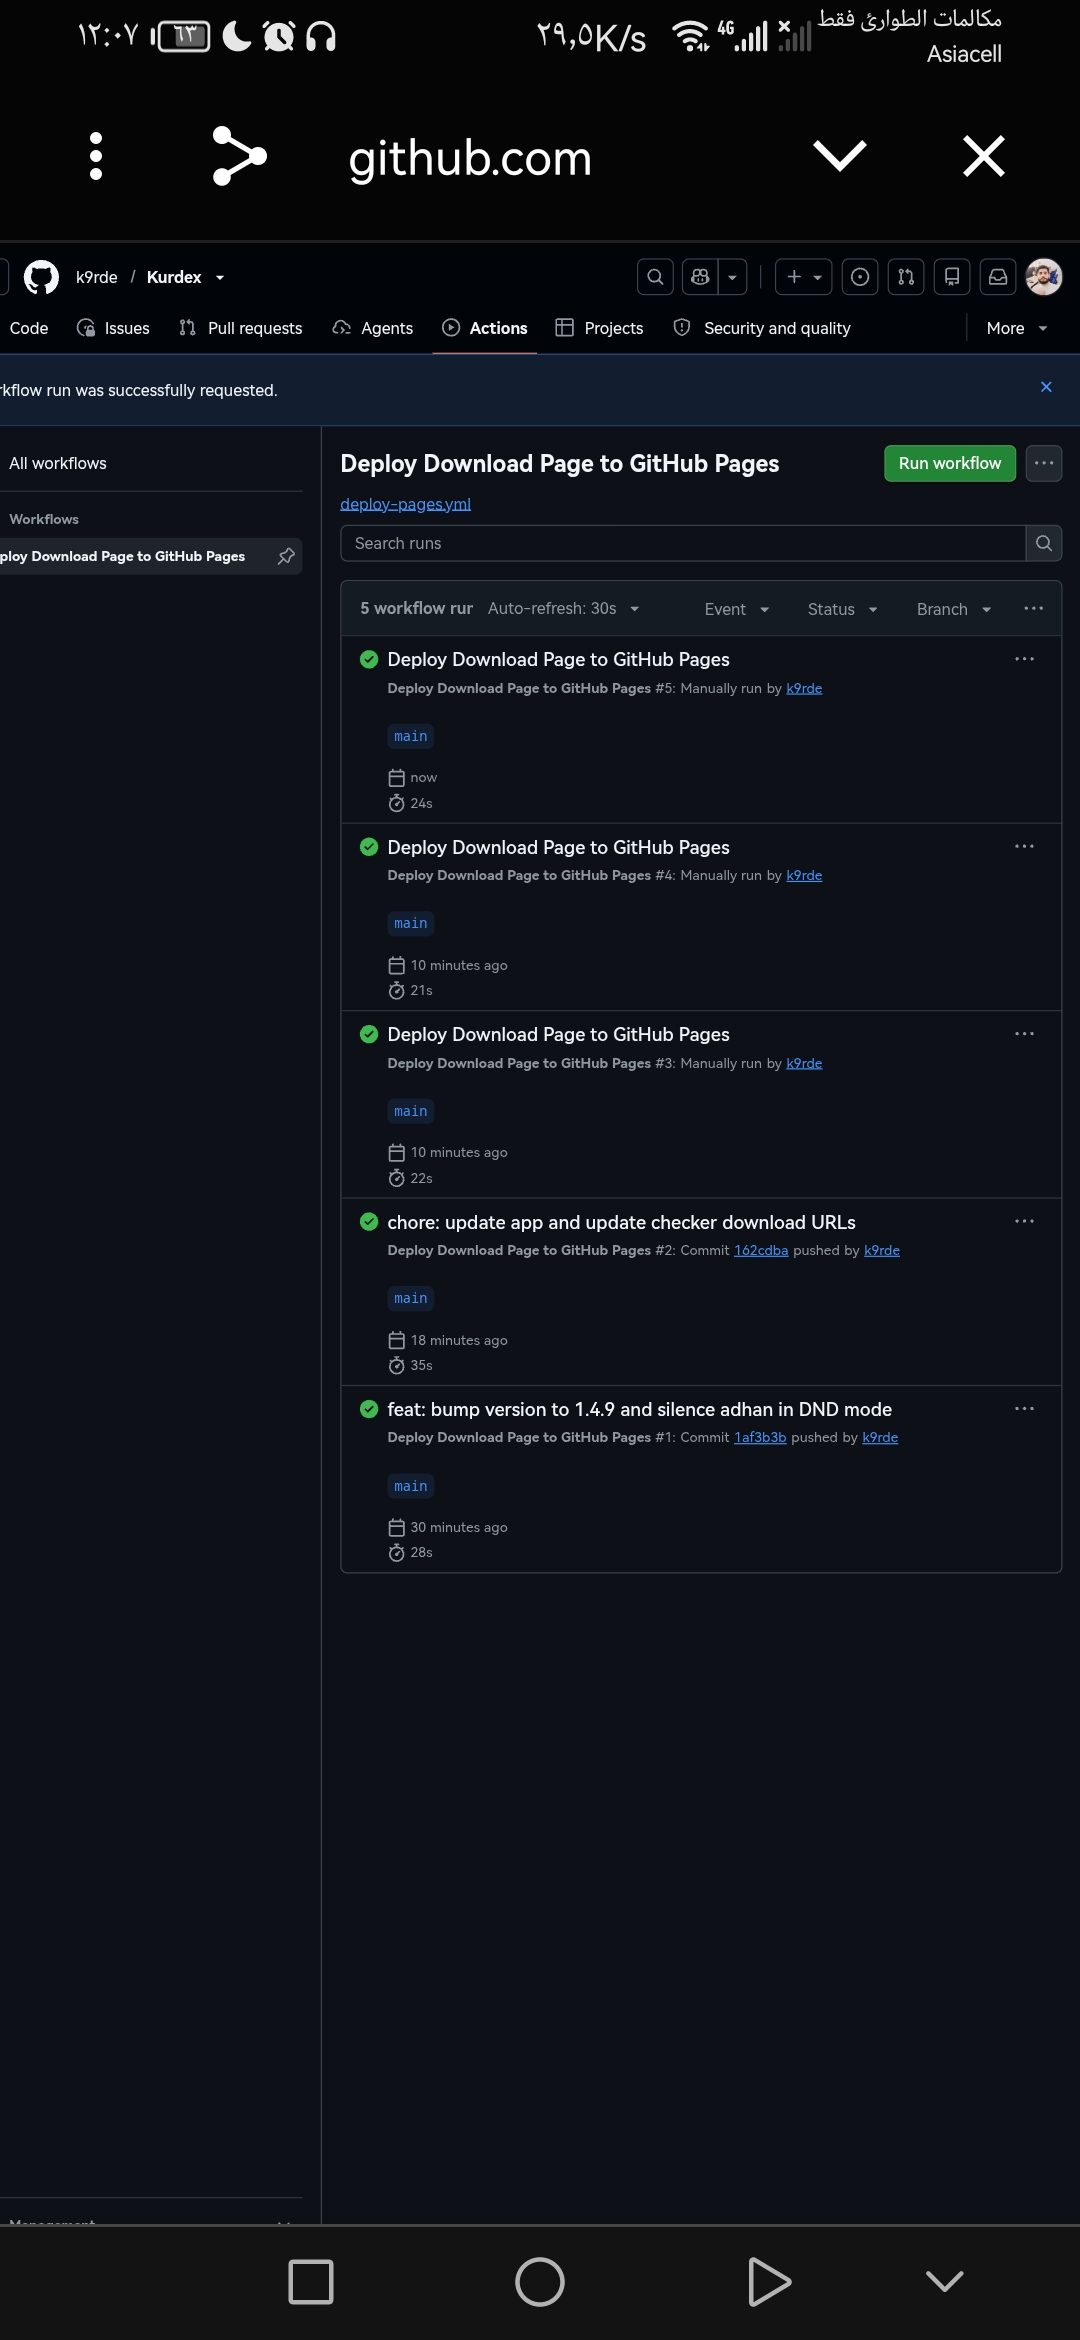 ١٢:٠٧ ٦٣ ٢٩,٥K/s 4G مكالمات الطوارئ فقط
Asiacell
github.com
k9rde / Kurdex
Code Issues Pull requests Agents Actions Projects Security and quality More
rkflow run was successfully requested.
All workflows
Workflows
ploy Download Page to GitHub Pages
Deploy Download Page to GitHub Pages Run workflow
deploy-pages.yml
Search runs
5 workflow rur Auto-refresh: 30s Event Status Branch
Deploy Download Page to GitHub Pages
Deploy Download Page to GitHub Pages #5: Manually run by k9rde
main
now
24s
Deploy Download Page to GitHub Pages
Deploy Download Page to GitHub Pages #4: Manually run by k9rde
main
10 minutes ago
21s
Deploy Download Page to GitHub Pages
Deploy Download Page to GitHub Pages #3: Manually run by k9rde
main
10 minutes ago
22s
chore: update app and update checker download URLs
Deploy Download Page to GitHub Pages #2: Commit 162cdba pushed by k9rde
main
18 minutes ago
35s
feat: bump version to 1.4.9 and silence adhan in DND mode
Deploy Download Page to GitHub Pages #1: Commit 1af3b3b pushed by k9rde
main
30 minutes ago
28s
Management